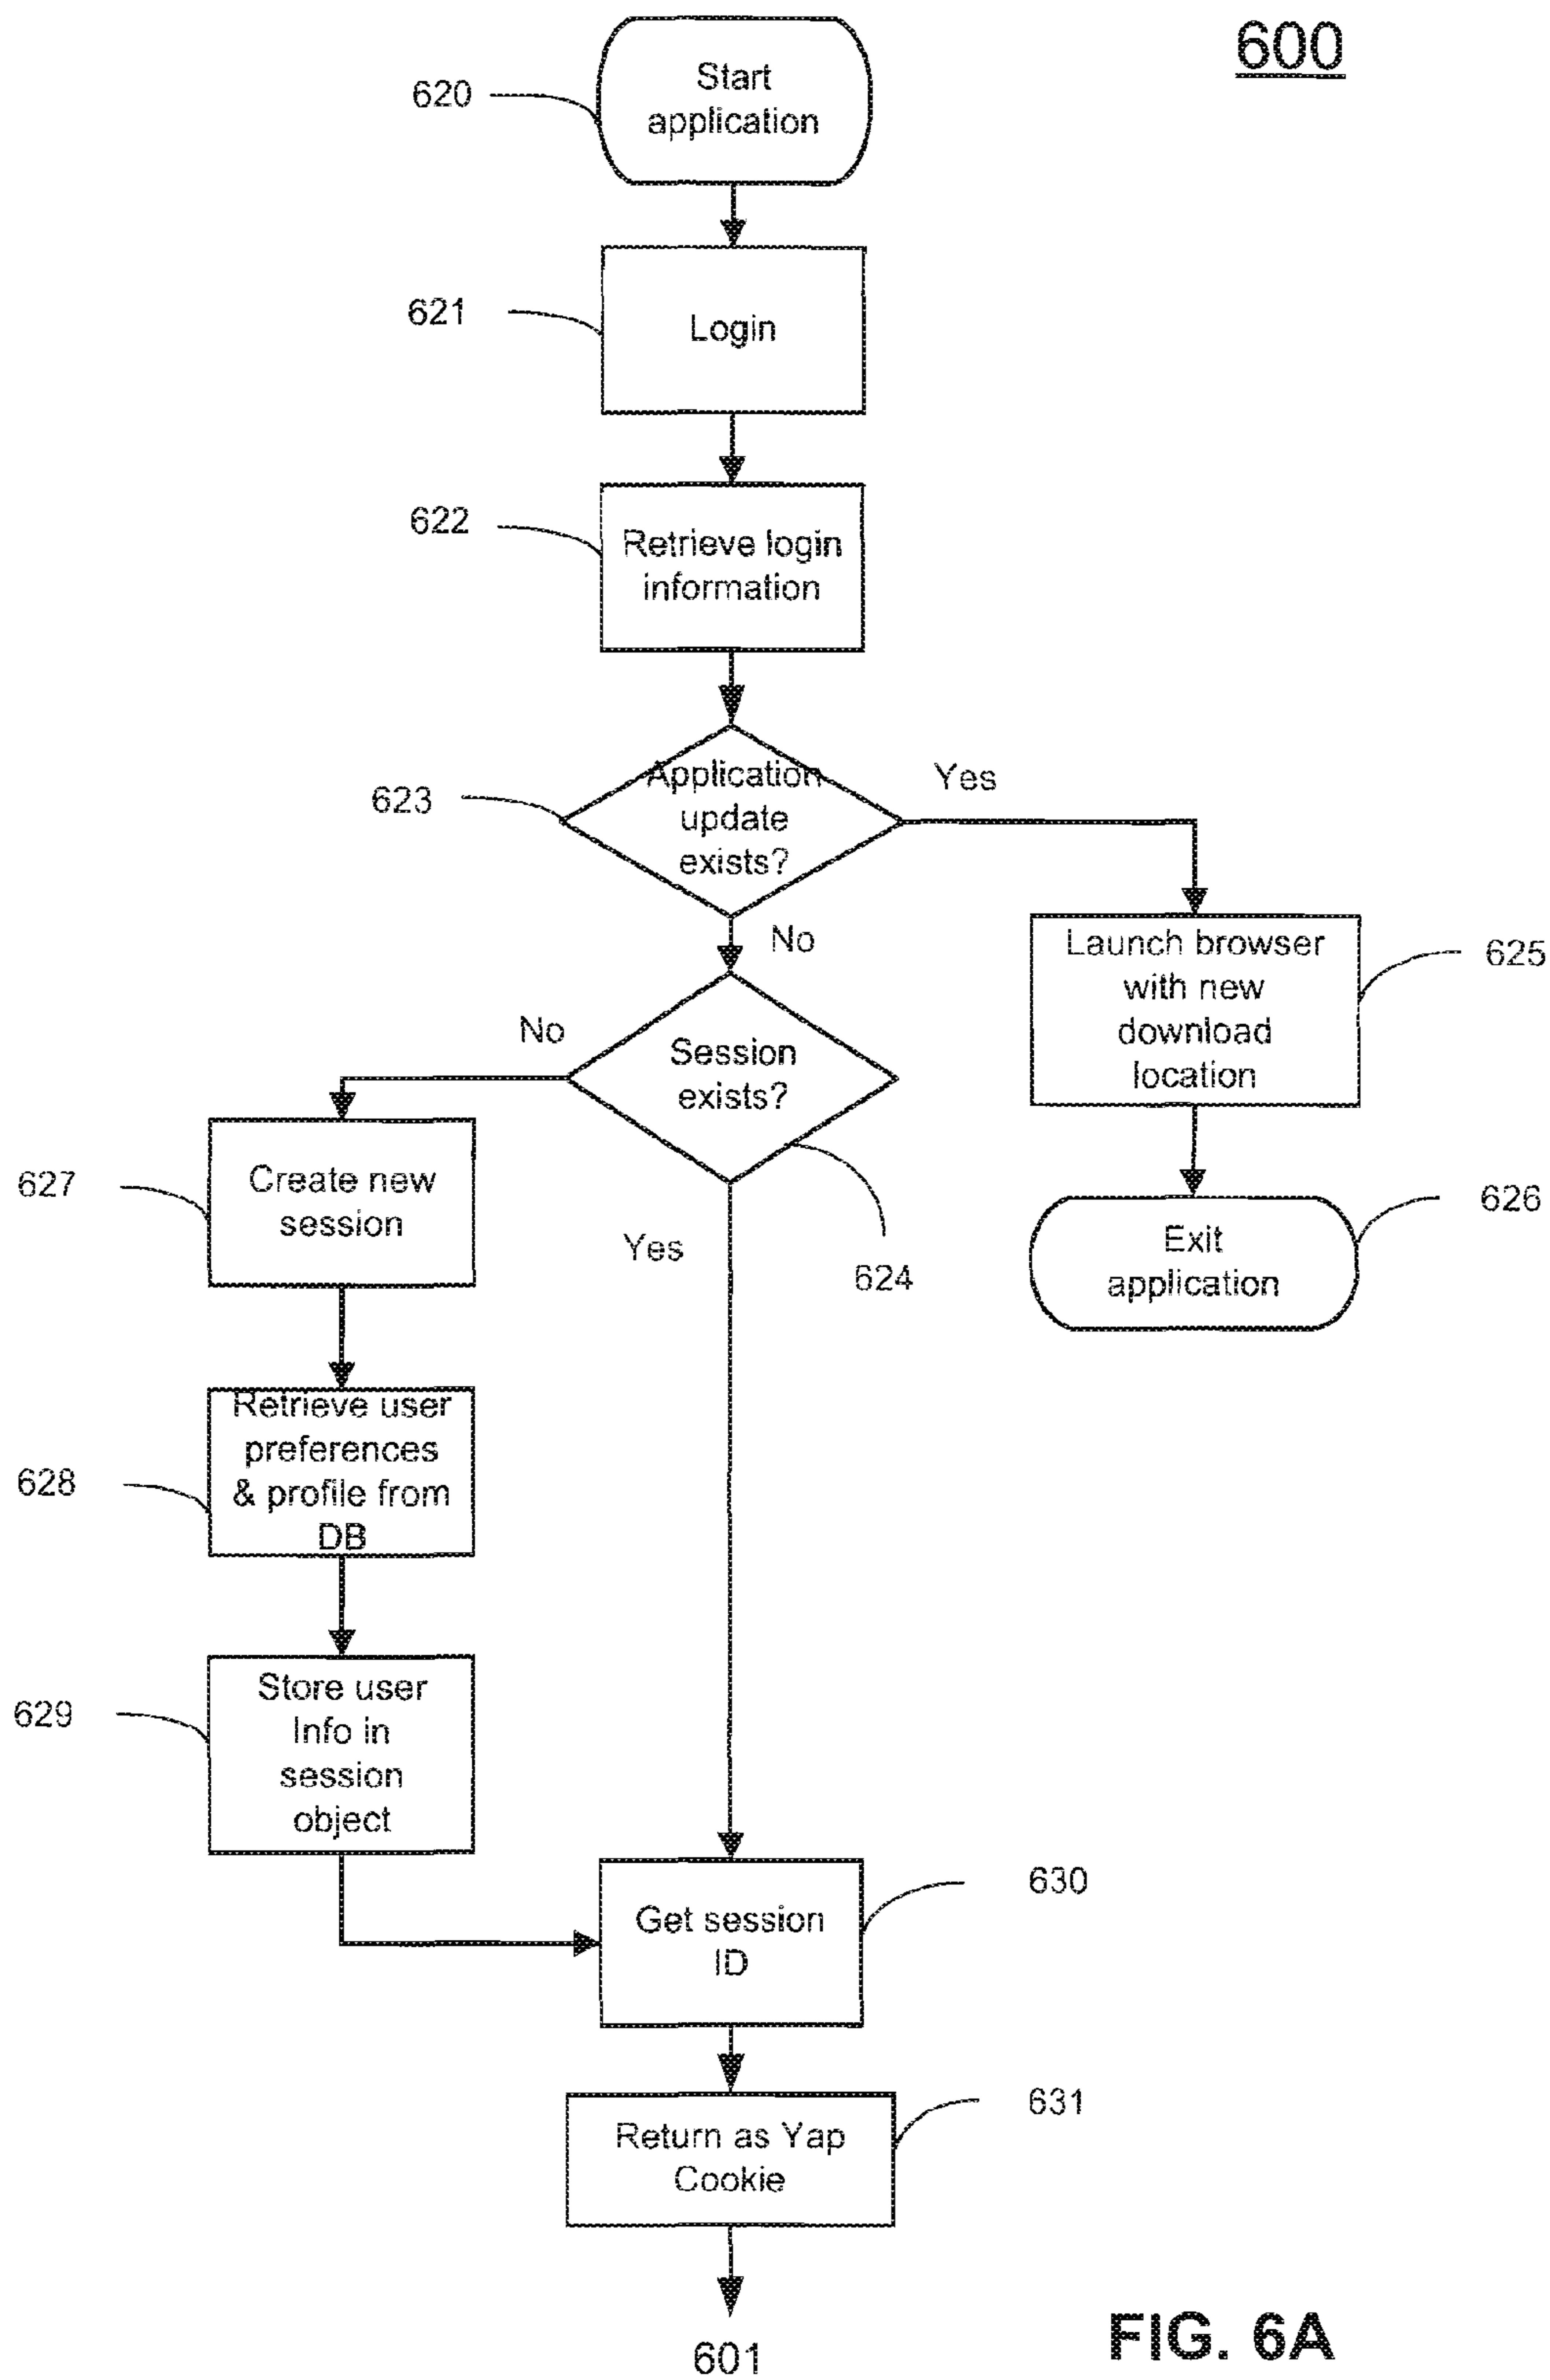 600
620
Start
application
621
Login
622
Retrieve login
information
623
Application
update
exists?
Yes
No
Launch browser
with new
download
location
625
No
Session
exists?
624
Yes
Exit
application
626
627
Create new
session
628
Retrieve user
preferences
& profile from
DB
629
Store user
Info in
session
object
Get session
ID
630
Return as Yap
Cookie
631
601
FIG. 6A